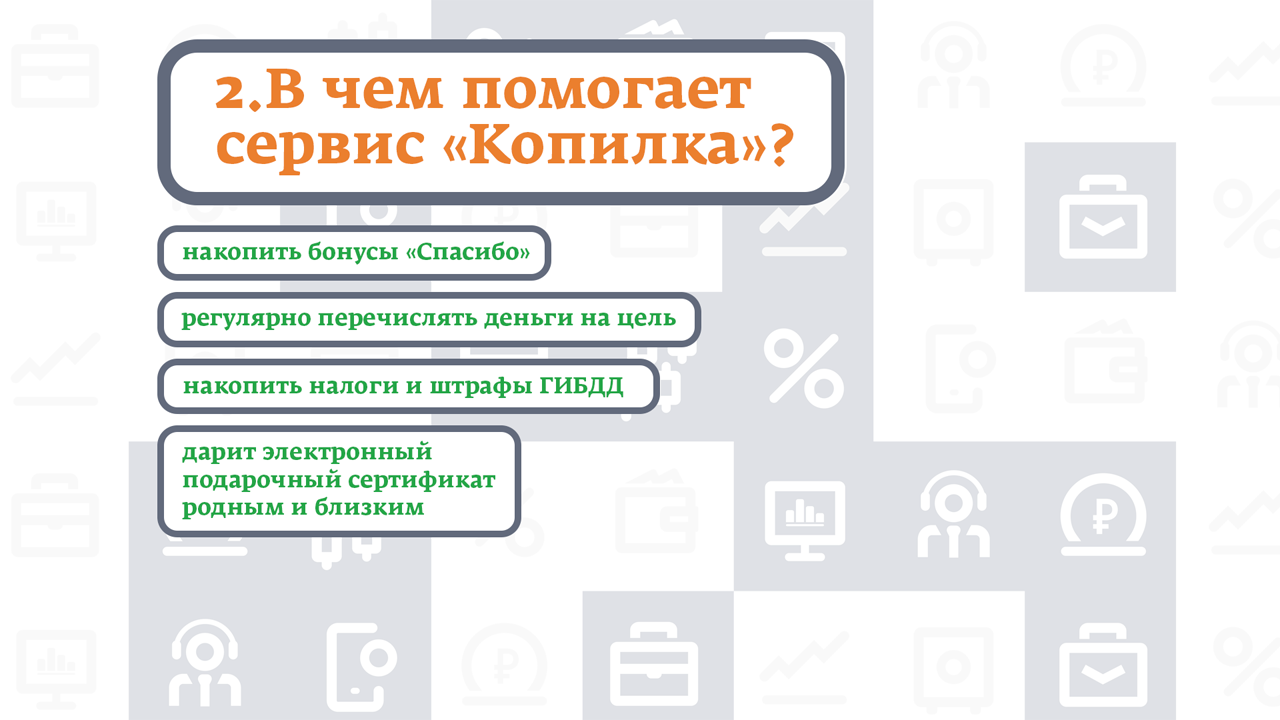 2.В чем помогает
сервис «Копилка»?
накопить бонусы «Спасибо»
регулярно перечислять деньги на цель
накопить налоги и штрафы ГИБДД
дарит электронный
подарочный сертификат
родным и близким